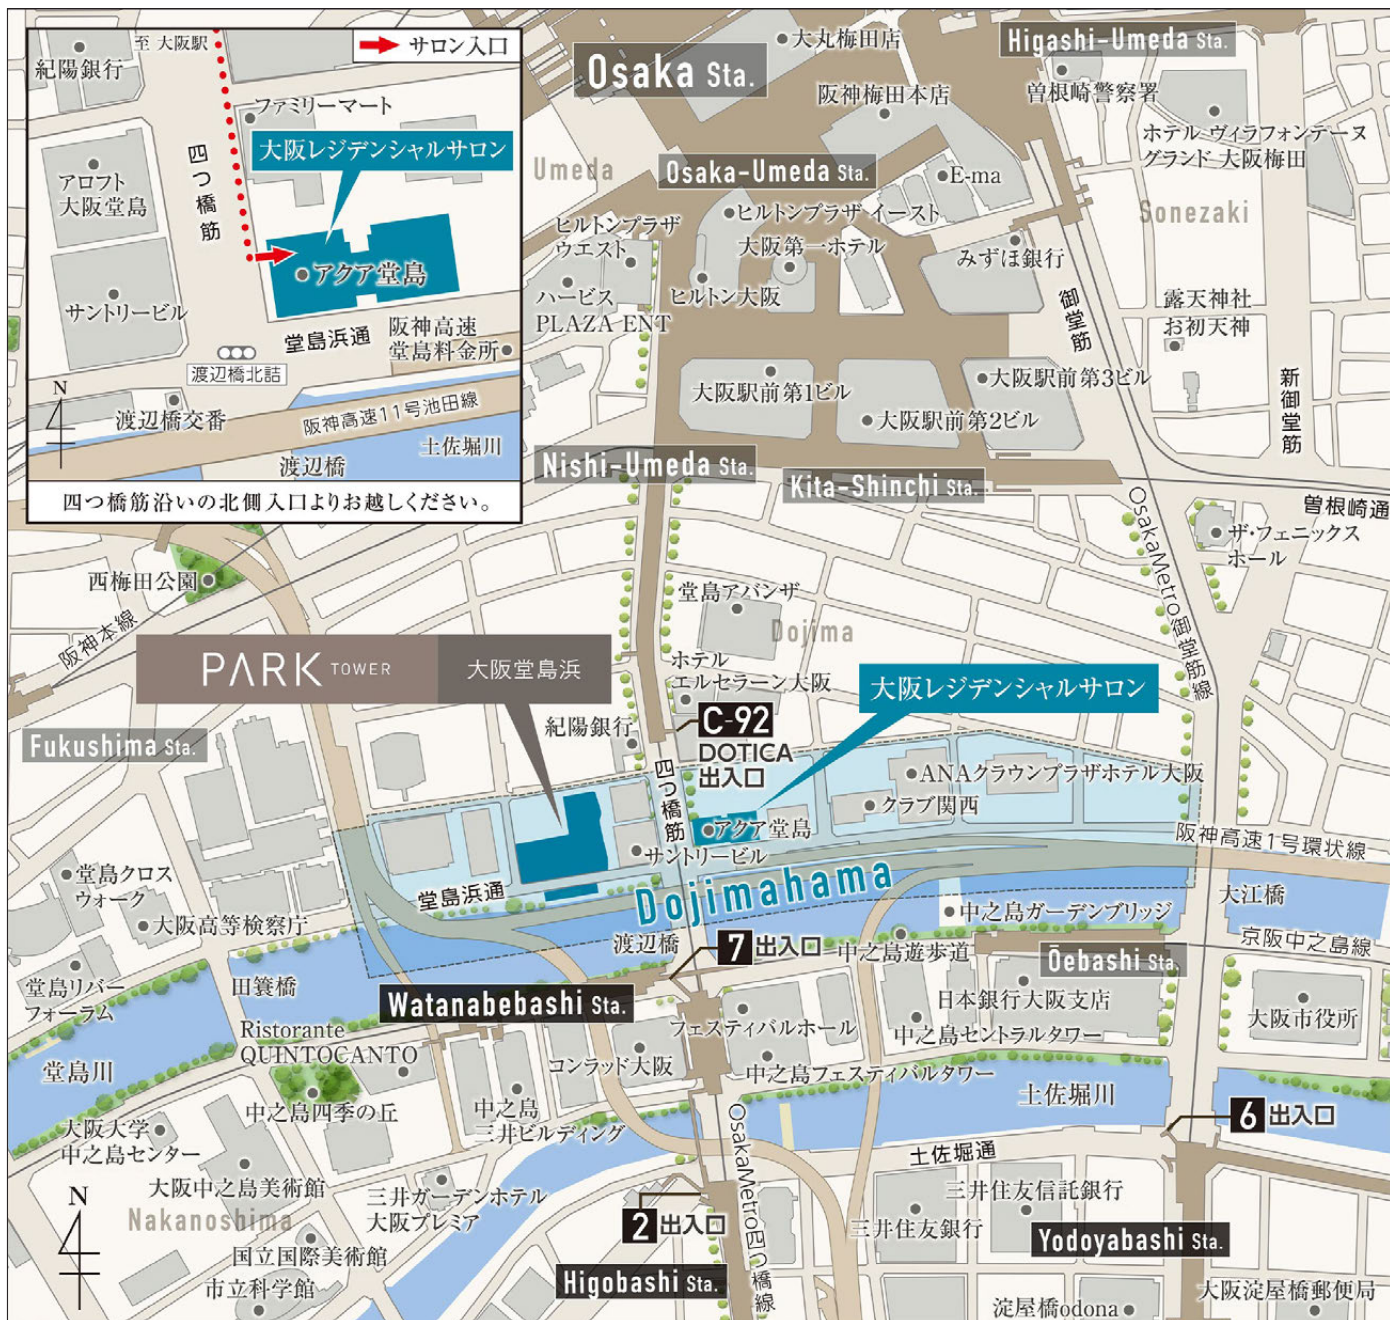 至 大阪駅
サロン入口
紀陽銀行
ファミリーマート
大阪レジデンシャルサロン
四つ橋筋
アロフト
大阪堂島
アクア堂島
サントリービル
堂島浜通
阪神高速
堂島料金所
渡辺橋北詰
N
渡辺橋交番
阪神高速11号池田線
土佐堀川
渡辺橋
四つ橋筋沿いの北側入口よりお越しください。
大丸梅田店
Higashi-Umeda Sta.
Osaka Sta.
阪神梅田本店
曽根崎警察署
ホテル ヴィラフォンテーヌ
グランド 大阪梅田
Umeda
Osaka-Umeda Sta.
E-ma
Sonezaki
ヒルトンプラザ
ウエスト
ヒルトンプラザ イースト
大阪第一ホテル
みずほ銀行
ハービス
PLAZA ENT
ヒルトン大阪
御堂筋
露天神社
お初天神
大阪駅前第1ビル
大阪駅前第3ビル
大阪駅前第2ビル
新御堂筋
Nishi-Umeda Sta.
Kita-Shinchi Sta.
曽根崎通
OsakaMetro御堂筋線
ザ・フェニックス
ホール
西梅田公園
阪神本線
堂島アバンザ
Dojima
PARK TOWER
大阪堂島浜
ホテル
エルセラーン大阪
大阪レジデンシャルサロン
紀陽銀行
C-92
DOTICA
出入口
Fukushima Sta.
四つ橋筋
ANAクラウンプラザホテル大阪
クラブ関西
アクア堂島
サントリービル
阪神高速1号環状線
堂島クロス
ウォーク
堂島浜通
Dojimahama
大江橋
大阪高等検察庁
渡辺橋
7 出入口
中之島ガーデンブリッジ
中之島遊歩道
京阪中之島線
Ōebashi Sta.
堂島リバー
フォーラム
田簑橋
Watanabebashi Sta.
日本銀行大阪支店
フェスティバルホール
中之島セントラルタワー
大阪市役所
Ristorante
QUINTOCANTO
堂島川
コンラッド大阪
中之島フェスティバルタワー
中之島四季の丘
中之島
三井ビルディング
土佐堀川
6 出入口
大阪大学
中之島センター
OsakaMetro四つ橋線
土佐堀通
大阪中之島美術館
三井ガーデンホテル
大阪プレミア
三井住友信託銀行
N
Nakanoshima
2 出入口
三井住友銀行
Yodoyabashi Sta.
国立国際美術館
市立科学館
Higobashi Sta.
淀屋橋odona
大阪淀屋橋郵便局